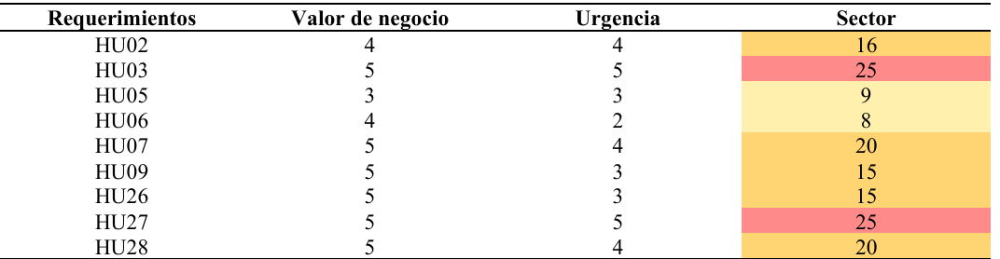 Requerimientos Valor de negocio Urgencia Sector
HU02 4 4 16
HU03 5 5 25
HU05 3 3 9
HU06 4 2 8
HU07 5 4 20
HU09 5 3 15
HU26 5 3 15
HU27 5 5 25
HU28 5 4 20